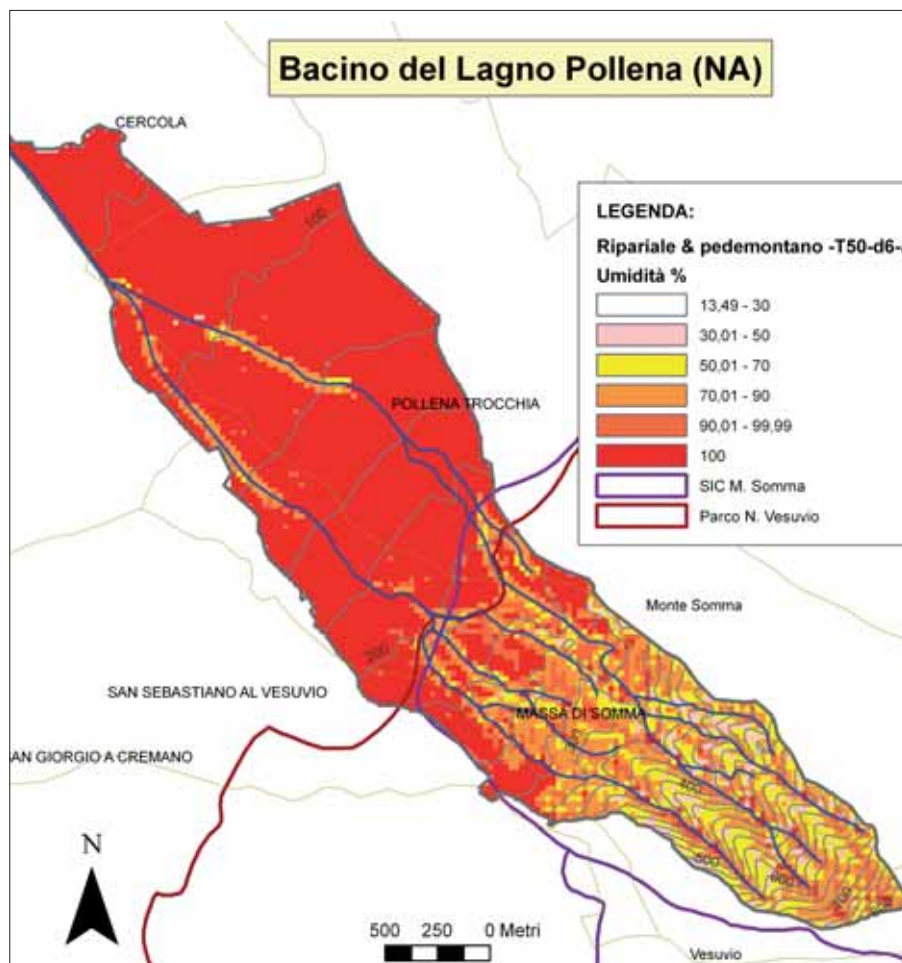 Bacino del Lagno Pollena (NA)
CERCOLA
100
LEGENDA:
Ripariale & pedemontano -T50-d6-
Umidità %
13,49 - 30
30,01 - 50
50,01 - 70
70,01 - 90
90,01 - 99,99
100
SIC M. Somma
Parco N. Vesuvio
POLLENA TROCCHIA
Monte Somma
200
SAN SEBASTIANO AL VESUVIO
MASSA DI SOMMA
AN GIORGIO A CREMANO
N
500 250 0 Metri
Vesuvio